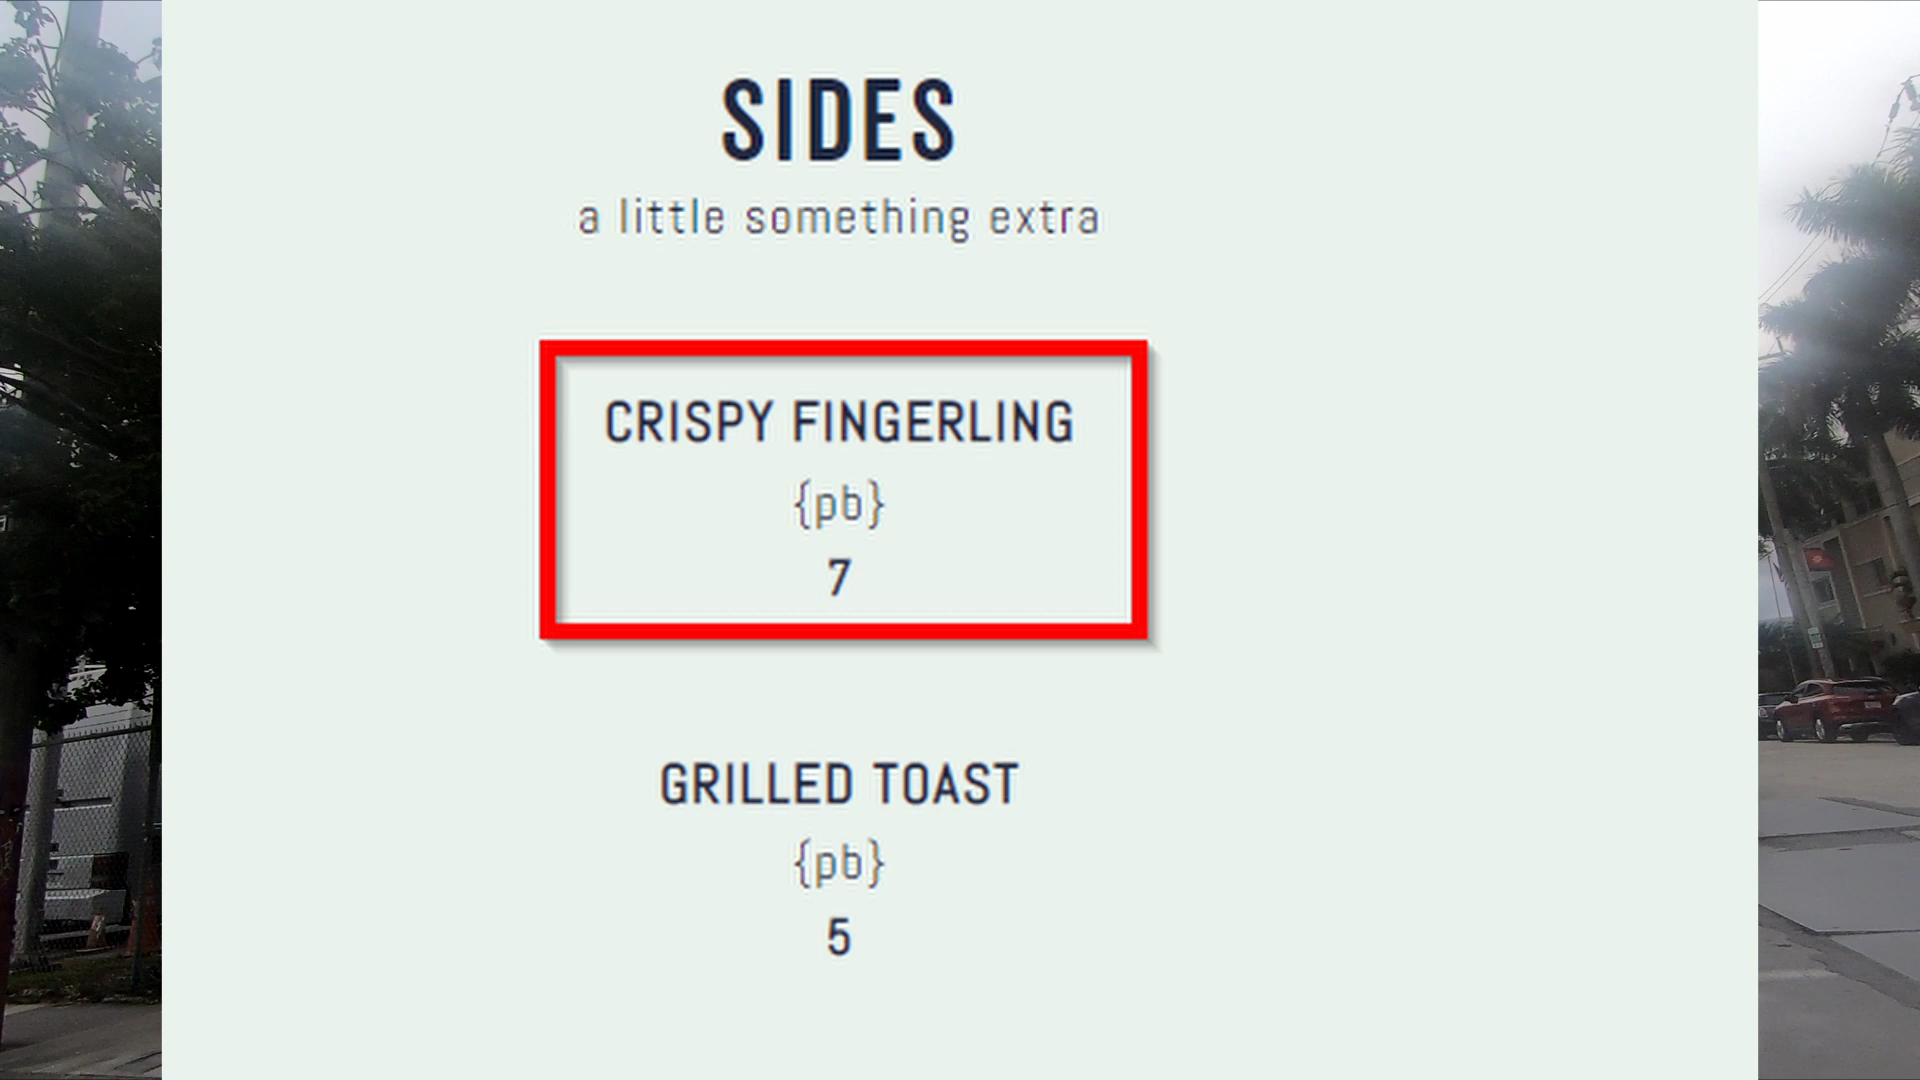 SIDES
a little something extra
CRISPY FINGERLING
{pb}
7
GRILLED TOAST
{pb}
5